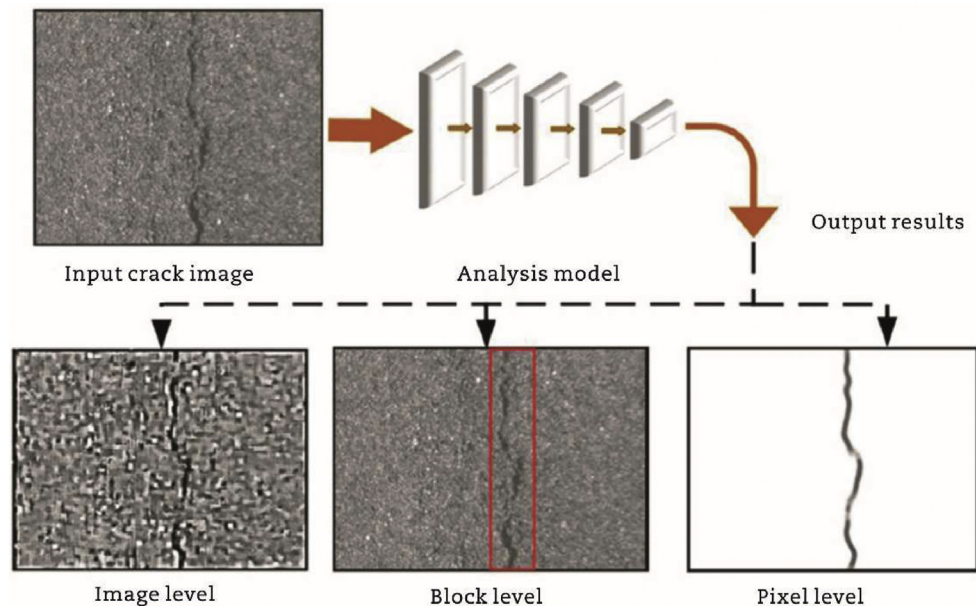 Output results
Input crack image
Analysis model
Image level
Block level
Pixel level